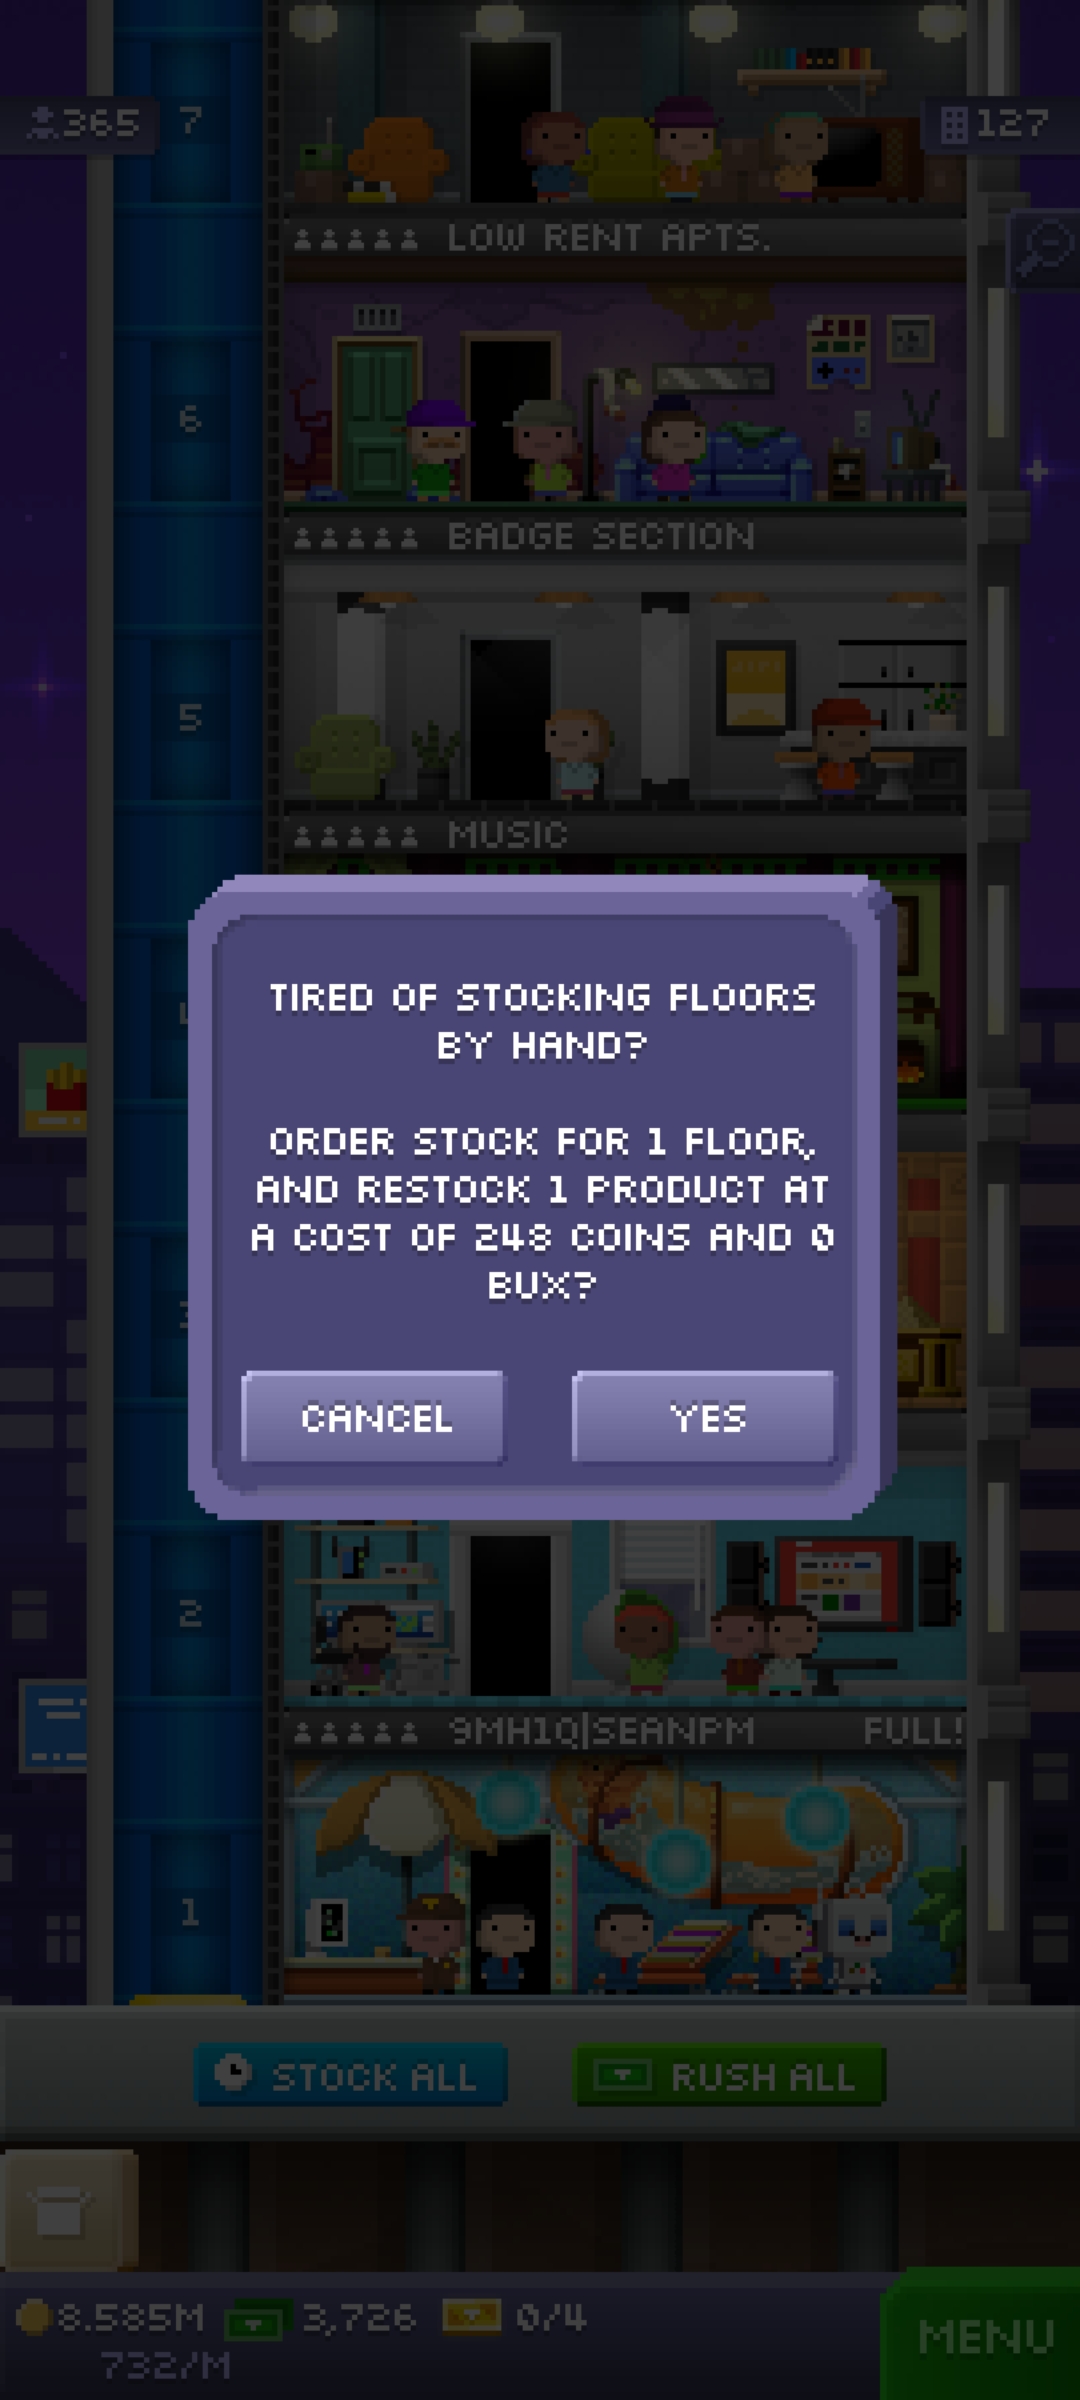 365
7
127
LOW RENT APTS.
6
BADGE SECTION
5
MUSIC
TIRED OF STOCKING FLOORS
BY HAND?
ORDER STOCK FOR 1 FLOOR,
AND RESTOCK 1 PRODUCT AT
A COST OF 248 COINS AND 0
BUX?
CANCEL
YES
2
9MH1Q|SEANPM
FULL!
1
STOCK ALL
RUSH ALL
8.585M
3,726
0/4
732/M
MENU